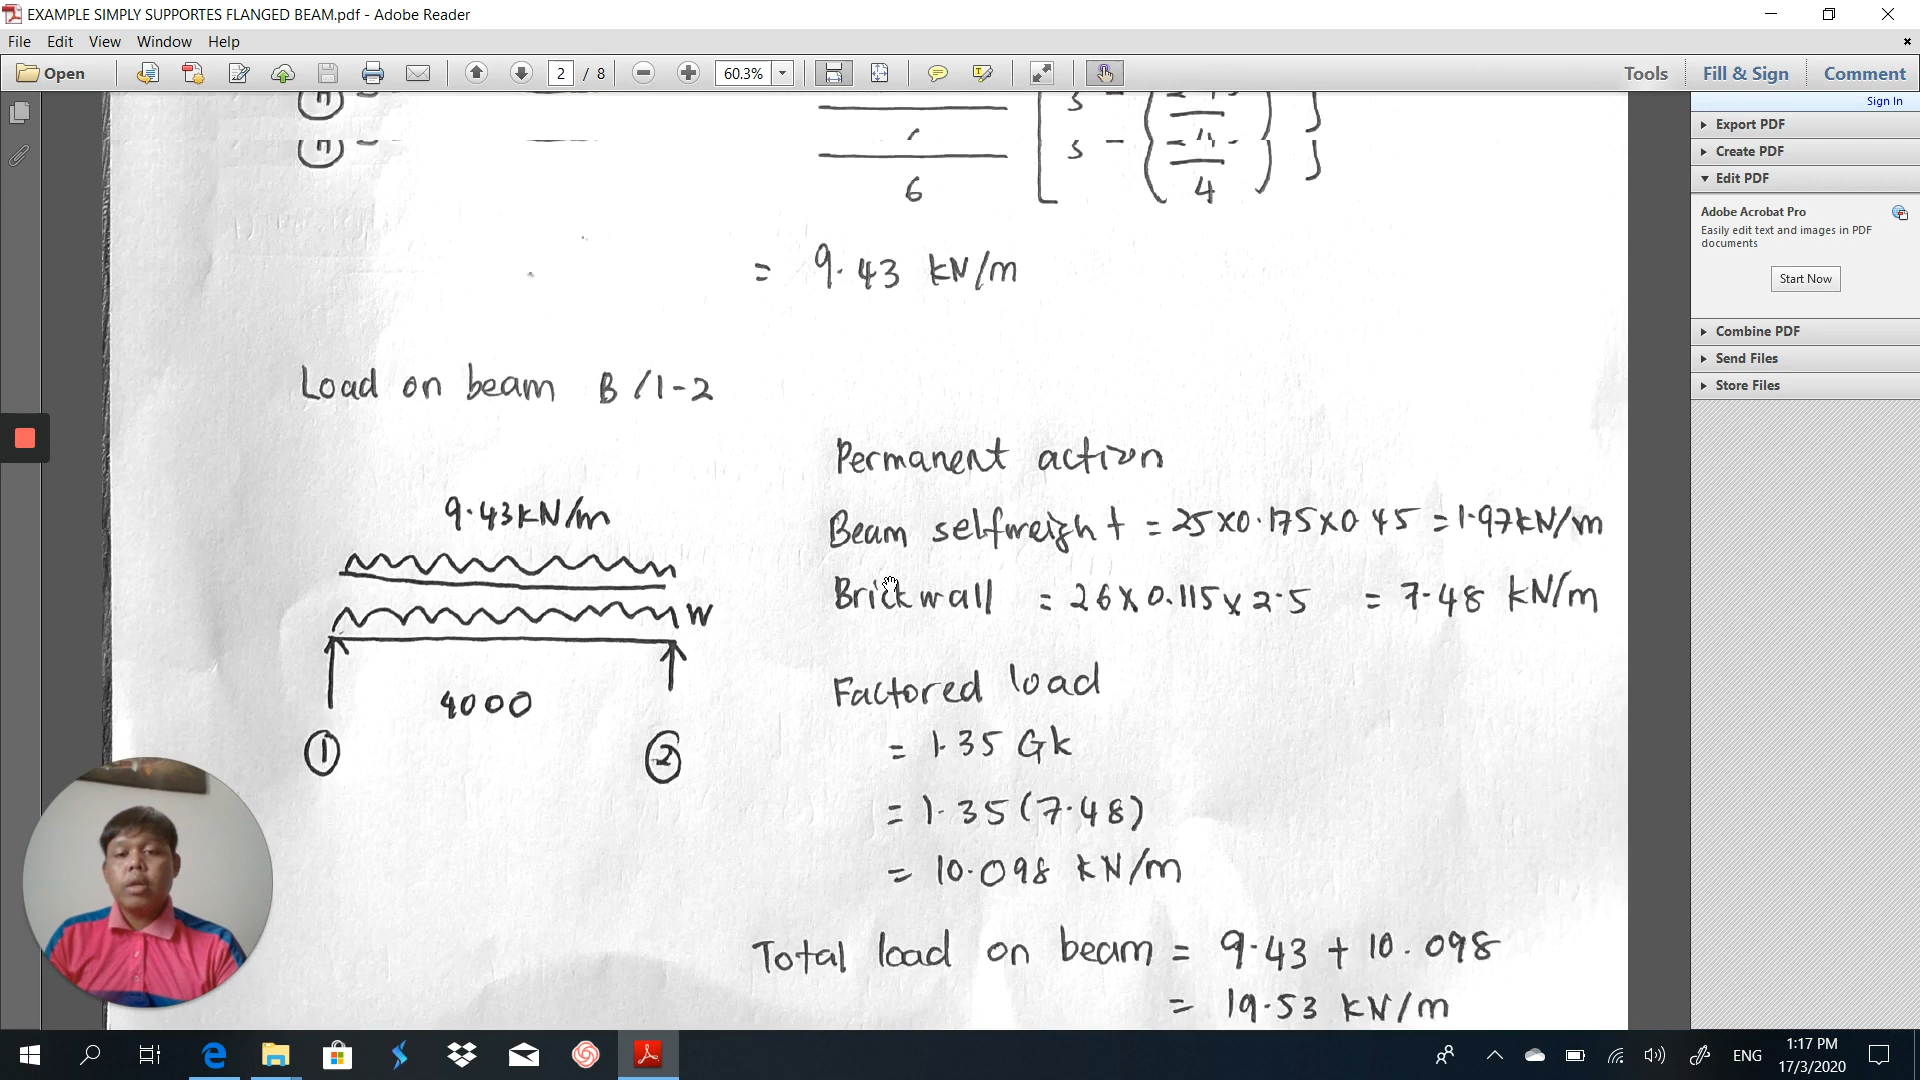 EXAMPLE SIMPLY SUPPORTES FLANGED BEAM.pdf - Adobe Reader
File Edit View Window Help
Open 2 / 8 60.3% Tools Fill & Sign Comment
Sign In
Export PDF
Create PDF
Edit PDF
Adobe Acrobat Pro
Easily edit text and images in PDF
documents
Start Now
Combine PDF
Send Files
Store Files
6
4
= 9.43 kN/m
Load on beam B/1-2
Permanent action
9.43kN/m
Beam selfweight = 25x0.175x0.45 = 1.97kN/m
Brickwall = 26x0.115x2.5 = 7.48 kN/m
W
Factored load
4000
= 1.35 Gk
1 2
= 1.35(7.48)
= 10.098 kN/m
Total load on beam = 9.43 + 10.098
= 19.53 kN/m
ENG
1:17 PM
17/3/2020